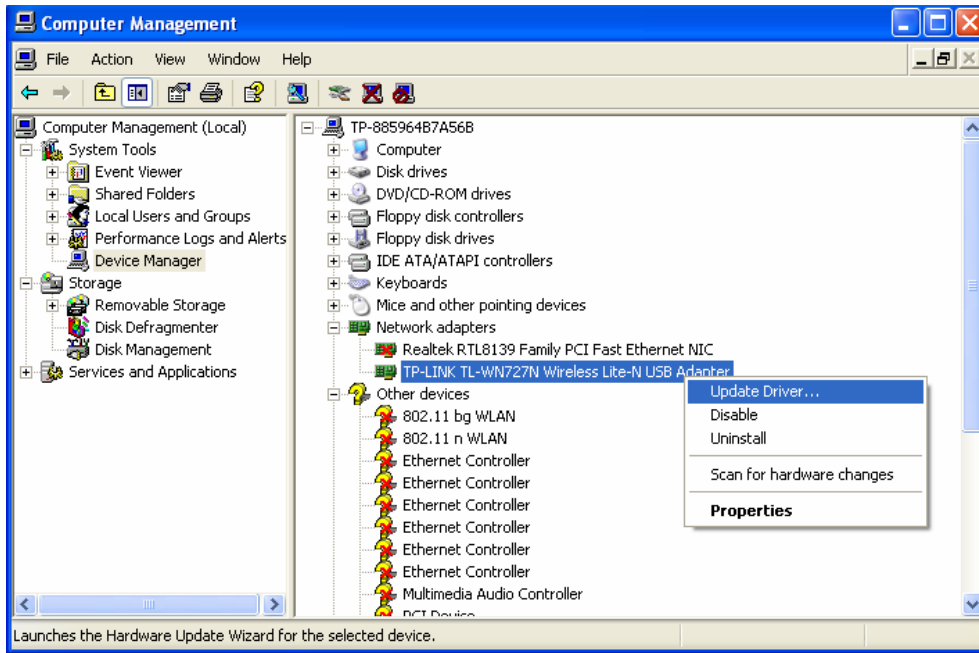 Computer Management
File Action View Window Help
Computer Management (Local)
System Tools
Event Viewer
Shared Folders
Local Users and Groups
Performance Logs and Alerts
Device Manager
Storage
Removable Storage
Disk Defragmenter
Disk Management
Services and Applications
TP-885964B7A56B
Computer
Disk drives
DVD/CD-ROM drives
Floppy disk controllers
Floppy disk drives
IDE ATA/ATAPI controllers
Keyboards
Mice and other pointing devices
Network adapters
Realtek RTL8139 Family PCI Fast Ethernet NIC
TP-LINK TL-WN727N Wireless Lite-N USB Adapter
Other devices
802.11 bg WLAN
802.11 n WLAN
Ethernet Controller
Ethernet Controller
Ethernet Controller
Ethernet Controller
Ethernet Controller
Ethernet Controller
Multimedia Audio Controller
PCI Device
Update Driver...
Disable
Uninstall
Scan for hardware changes
Properties
Launches the Hardware Update Wizard for the selected device.